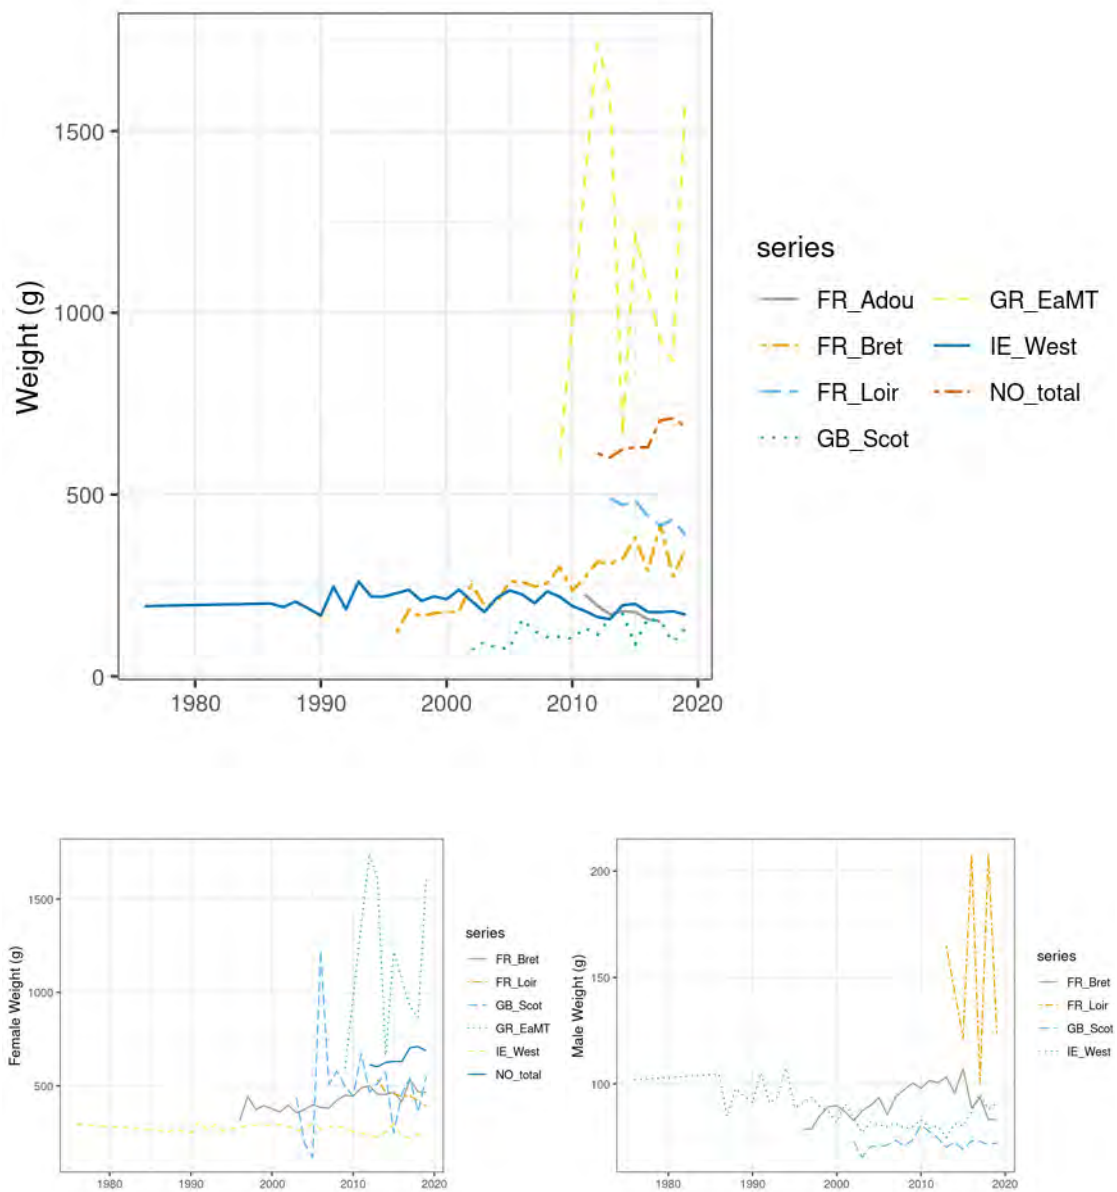 Weight (g)
1500
1000
500
0
1980 1990 2000 2010 2020
series
FR_Adou GR_EaMT
FR_Bret IE_West
FR_Loir NO_total
GB_Scot
Female Weight (g)
1500
1000
500
1980 1990 2000 2010 2020
series
FR_Bret
FR_Loir
GB_Scot
GR_EaMT
IE_West
NO_total
Male Weight (g)
200
150
100
1980 1990 2000 2010 2020
series
FR_Bret
FR_Loir
GB_Scot
IE_West